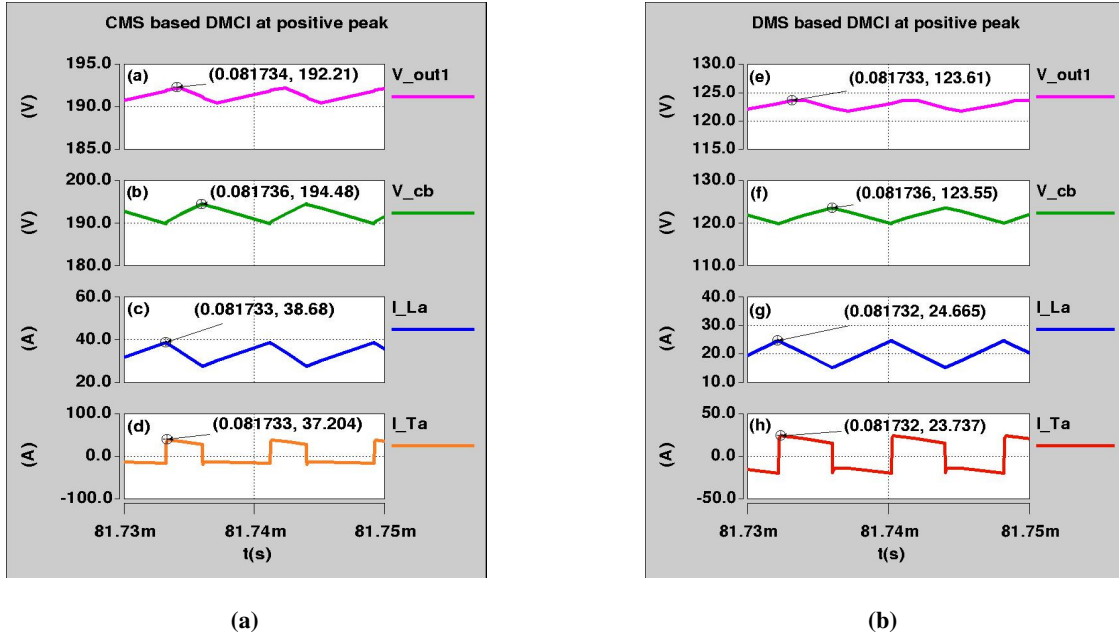 CMS based DMCI at positive peak
195.0
190.0
185.0
(V)
(a)
(0.081734, 192.21)
V_out1
200.0
190.0
180.0
(V)
(b)
(0.081736, 194.48)
V_cb
60.0
40.0
20.0
(A)
(c)
(0.081733, 38.68)
I_La
100.0
0.0
-100.0
(A)
(d)
(0.081733, 37.204)
I_Ta
81.73m
81.74m
81.75m
t(s)
(a)
DMS based DMCI at positive peak
130.0
125.0
120.0
115.0
(V)
(e)
(0.081733, 123.61)
V_out1
130.0
120.0
110.0
(V)
(f)
(0.081736, 123.55)
V_cb
40.0
30.0
20.0
10.0
(A)
(g)
(0.081732, 24.665)
I_La
50.0
0.0
-50.0
(A)
(h)
(0.081732, 23.737)
I_Ta
81.73m
81.74m
81.75m
t(s)
(b)